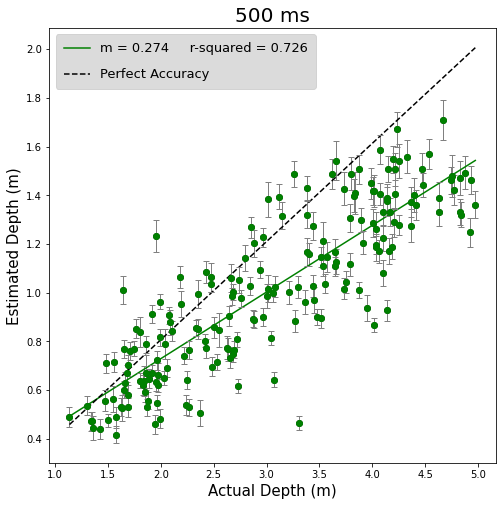 500 ms
m = 0.274 r-squared = 0.726
Perfect Accuracy
Estimated Depth (m)
2.0
1.8
1.6
1.4
1.2
1.0
0.8
0.6
0.4
1.0 1.5 2.0 2.5 3.0 3.5 4.0 4.5 5.0
Actual Depth (m)